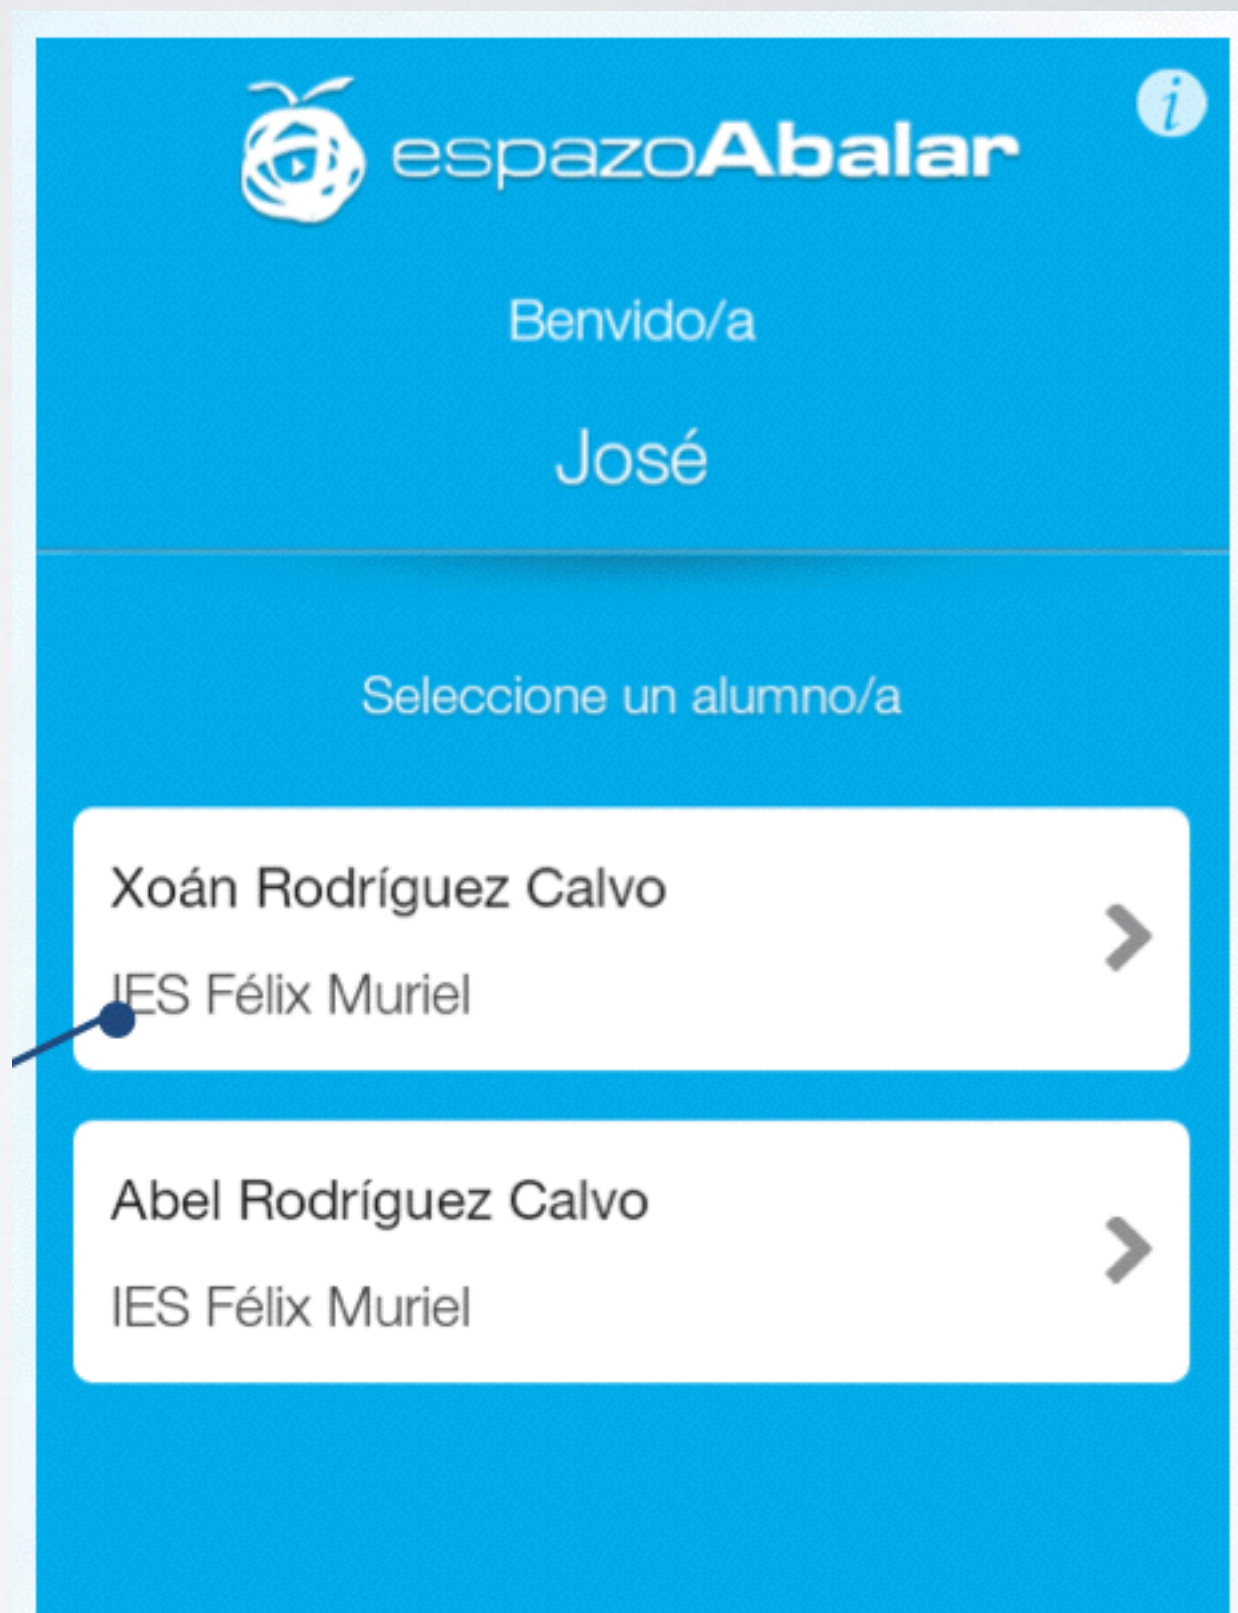 espazoAbalar
i
Benvido/a
José
Seleccione un alumno/a
Xoán Rodríguez Calvo
IES Félix Muriel
Abel Rodríguez Calvo
IES Félix Muriel